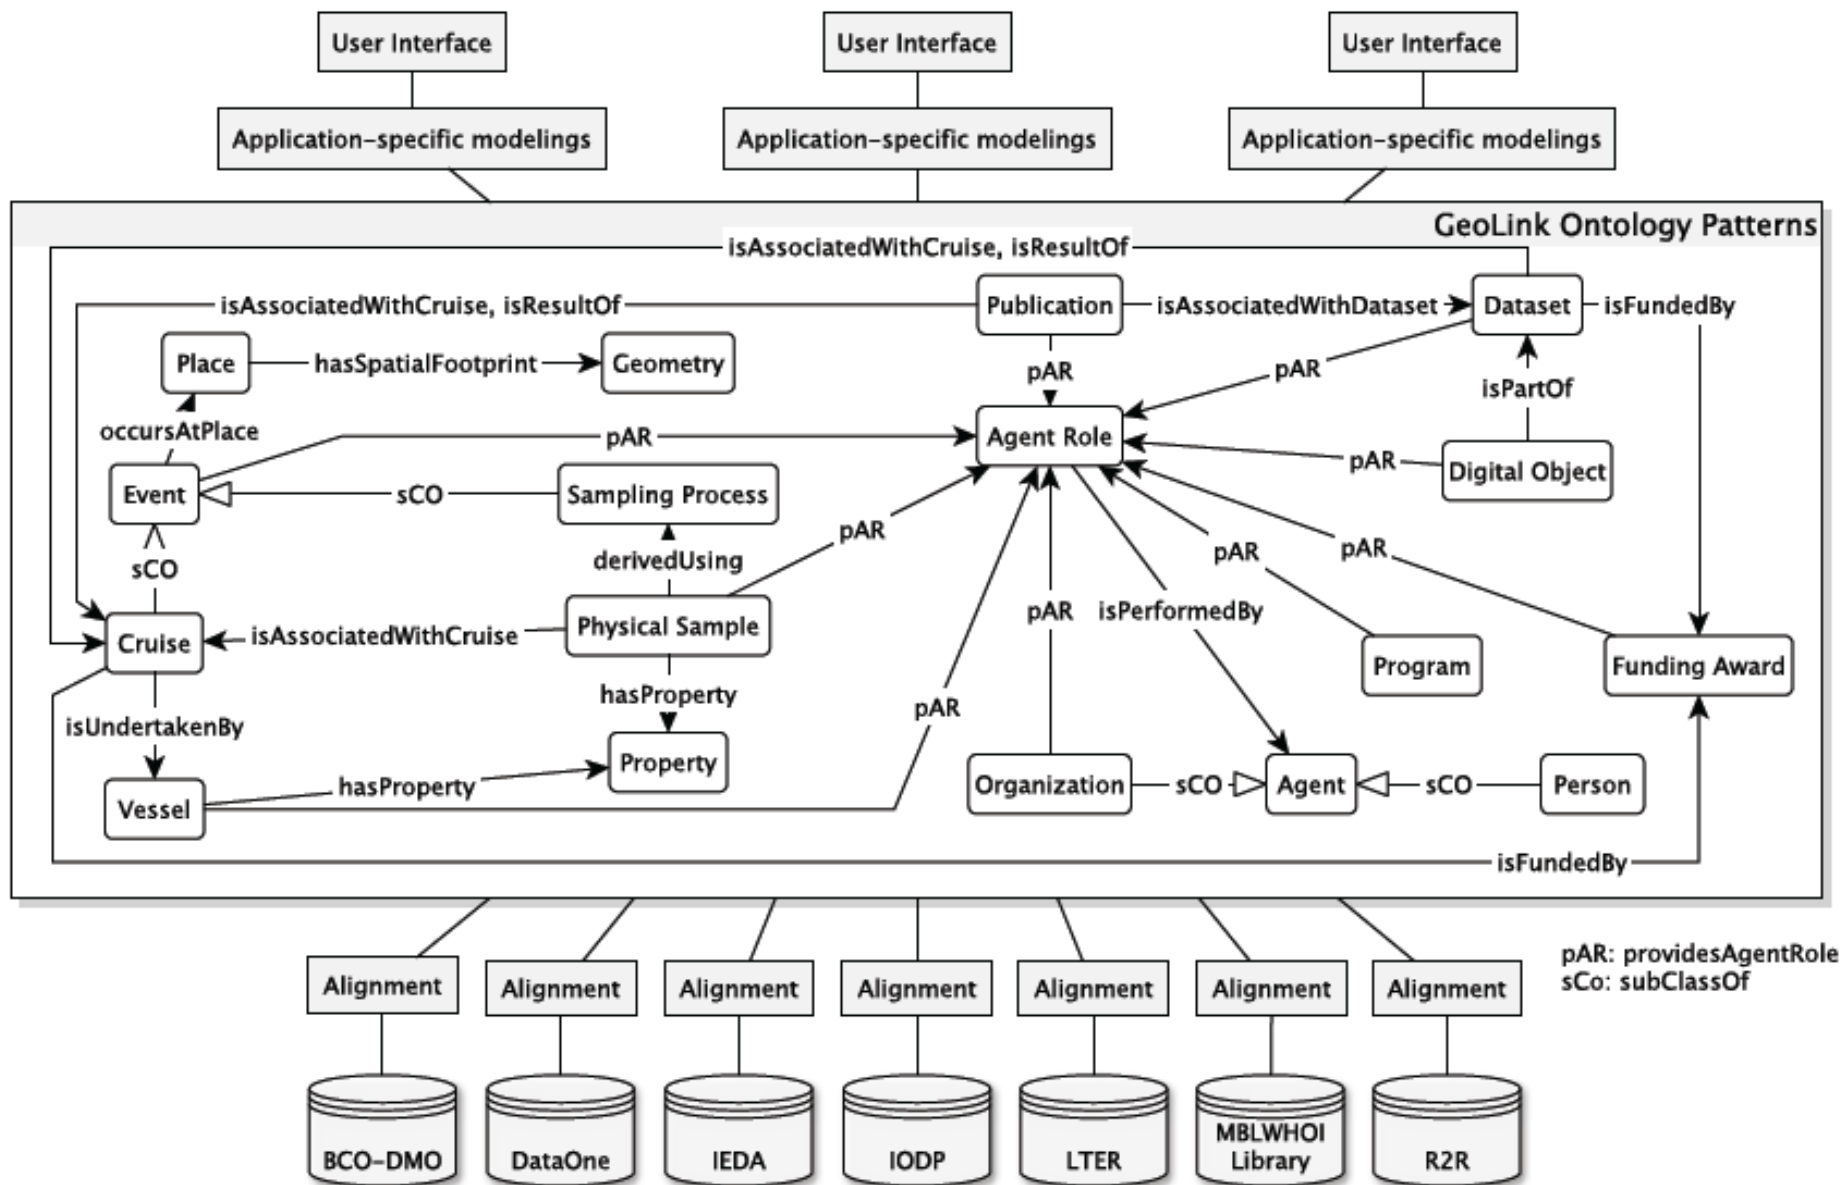 User Interface
User Interface
User Interface
Application-specific modelings
Application-specific modelings
Application-specific modelings
GeoLink Ontology Patterns
isAssociatedWithCruise, isResultOf
isAssociatedWithCruise, isResultOf
Publication
isAssociatedWithDataset
Dataset
isFundedBy
Place
hasSpatialFootprint
Geometry
pAR
pAR
isPartOf
occursAtPlace
pAR
Agent Role
pAR
Digital Object
Event
sCO
Sampling Process
pAR
pAR
pAR
sCO
derivedUsing
pAR
isPerformedBy
Cruise
isAssociatedWithCruise
Physical Sample
Program
Funding Award
isUndertakenBy
hasProperty
pAR
Property
Vessel
hasProperty
Organization
sCO
Agent
sCO
Person
isFundedBy
pAR: providesAgentRole
sCo: subClassOf
Alignment
Alignment
Alignment
Alignment
Alignment
Alignment
Alignment
BCO-DMO
DataOne
IEDA
IODP
LTER
MBLWHOI
Library
R2R